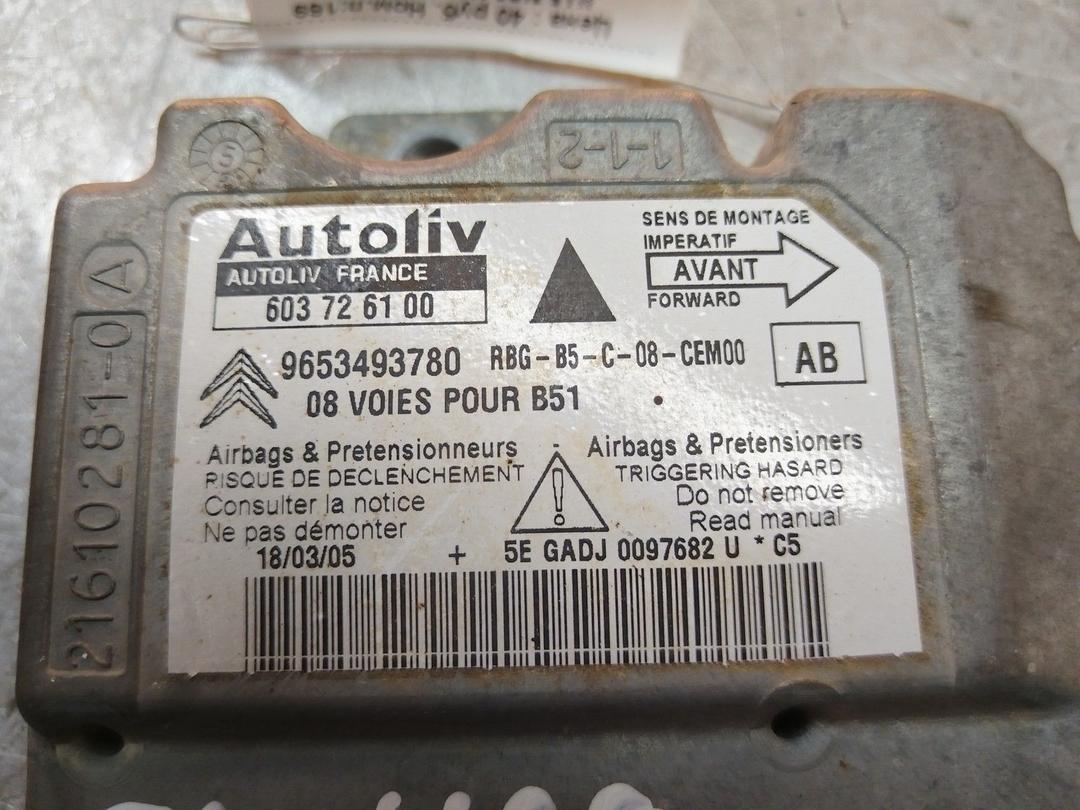 S
1-1-2
21610281-0 A
Autoliv
AUTOLIV FRANCE
603 72 61 00
SENS DE MONTAGE
IMPERATIF
AVANT
FORWARD
9653493780 RBG-B5-C-08-CEM00
AB
08 VOIES POUR B51
Airbags & Pretensionneurs
RISQUE DE DECLENCHEMENT
Consulter la notice
Ne pas démonter
Airbags & Pretensioners
TRIGGERING HASARD
Do not remove
Read manual
18/03/05 + 5E GADJ 0097682 U * C5